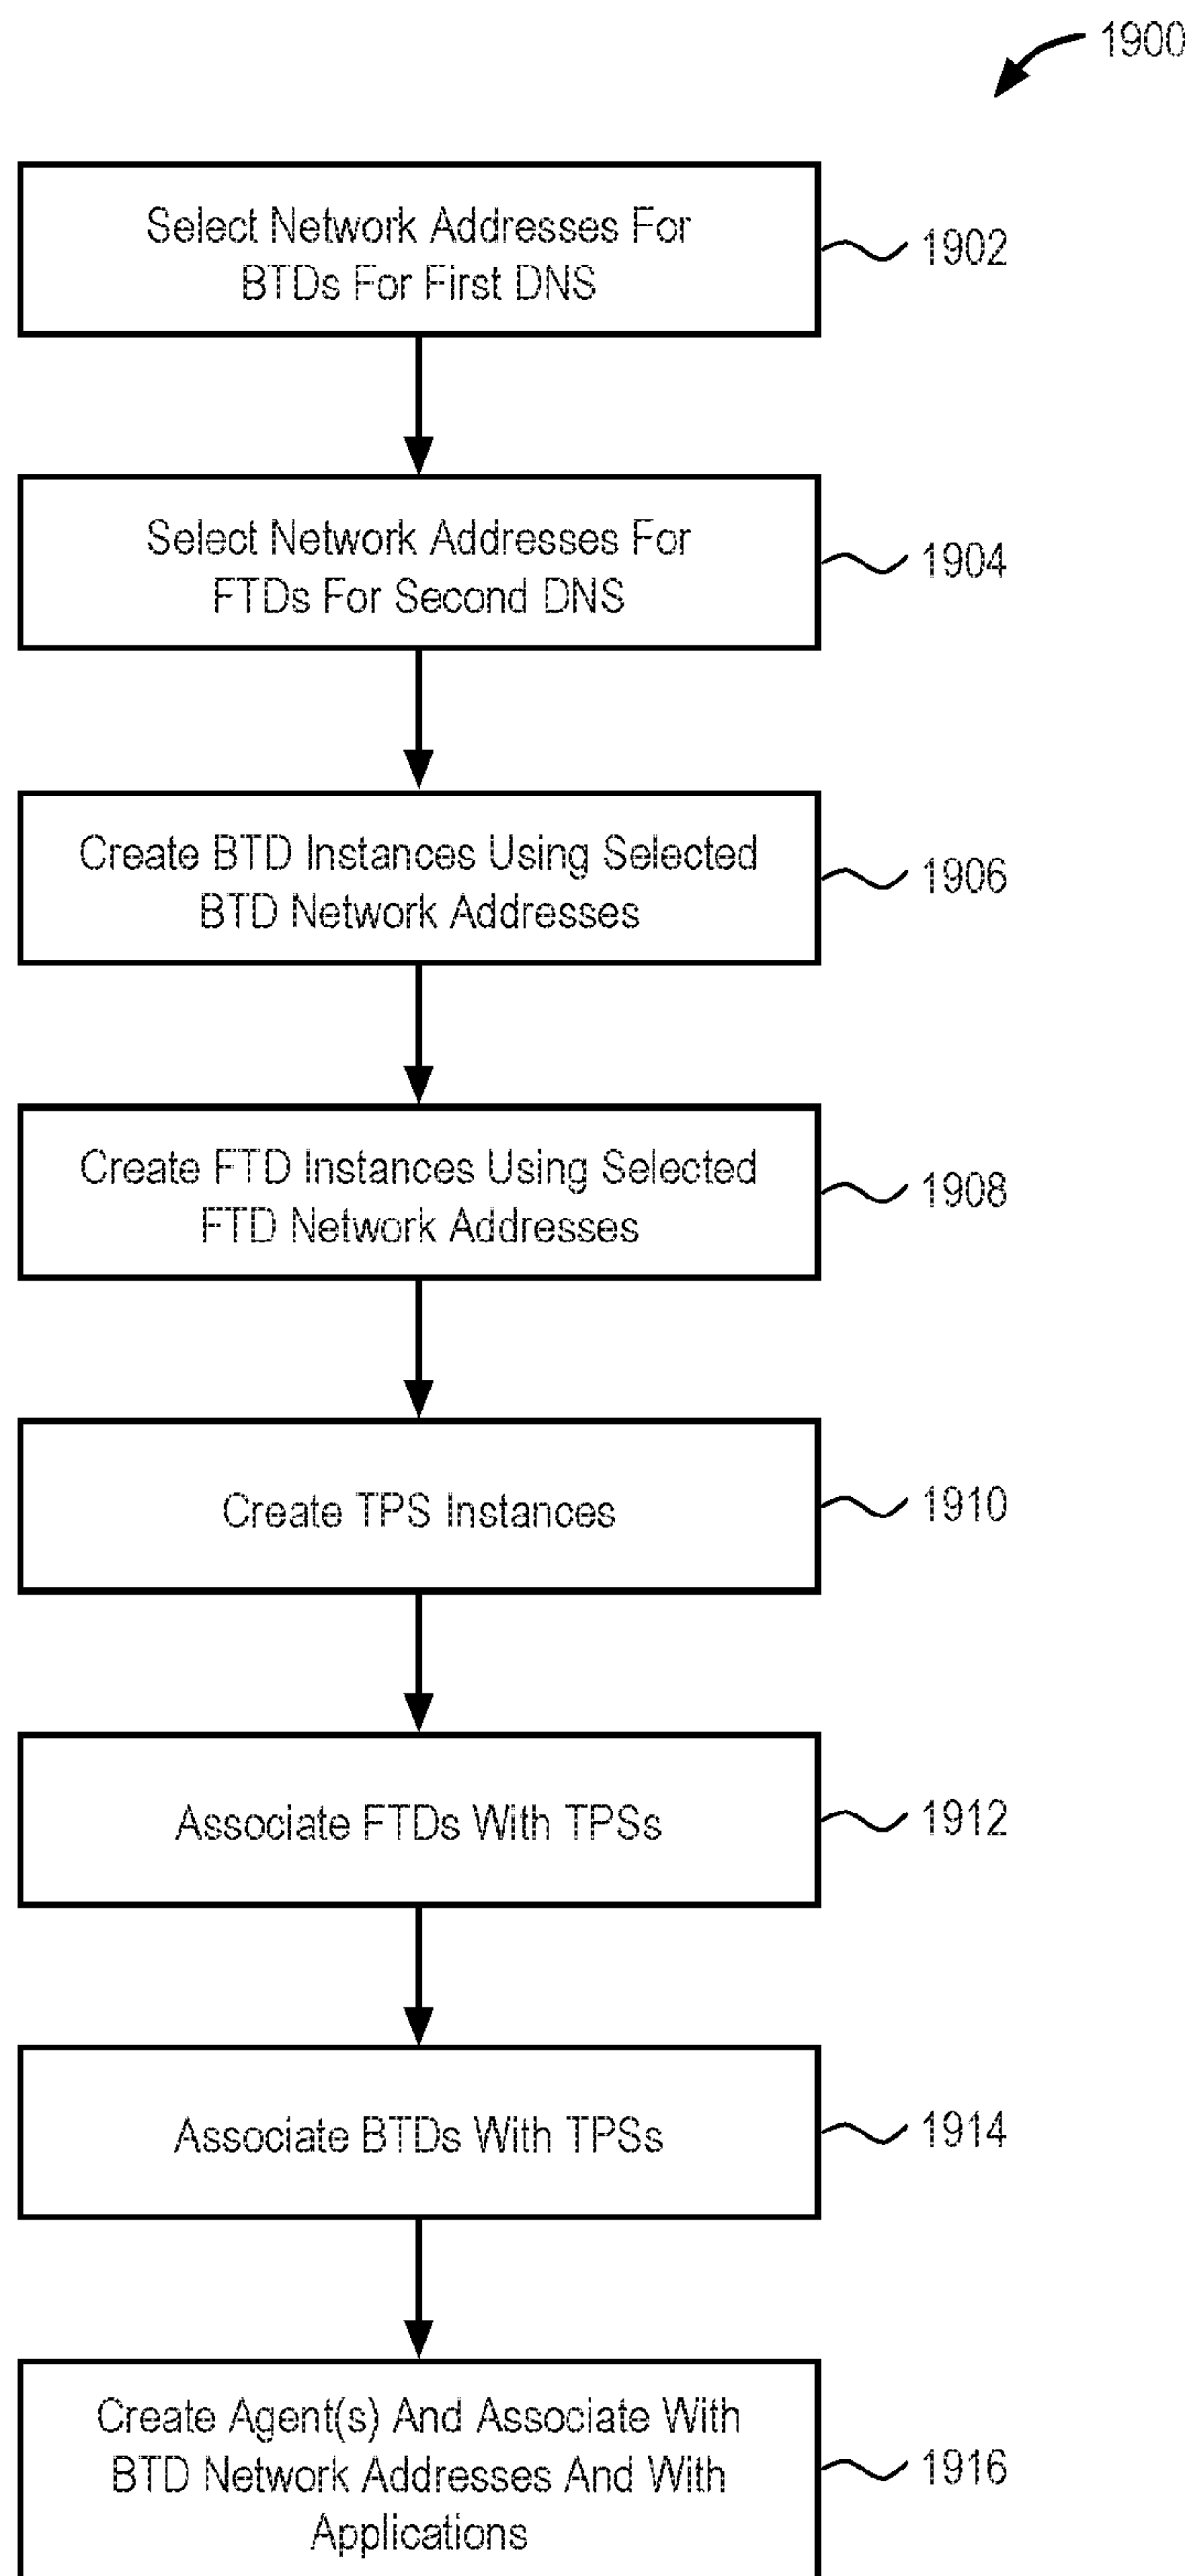 1900
Select Network Addresses For
BTDs For First DNS
1902
Select Network Addresses For
FTDs For Second DNS
1904
Create BTD Instances Using Selected
BTD Network Addresses
1906
Create FTD Instances Using Selected
FTD Network Addresses
1908
Create TPS Instances
1910
Associate FTDs With TPSs
1912
Associate BTDs With TPSs
1914
Create Agent(s) And Associate With
BTD Network Addresses And With
Applications
1916